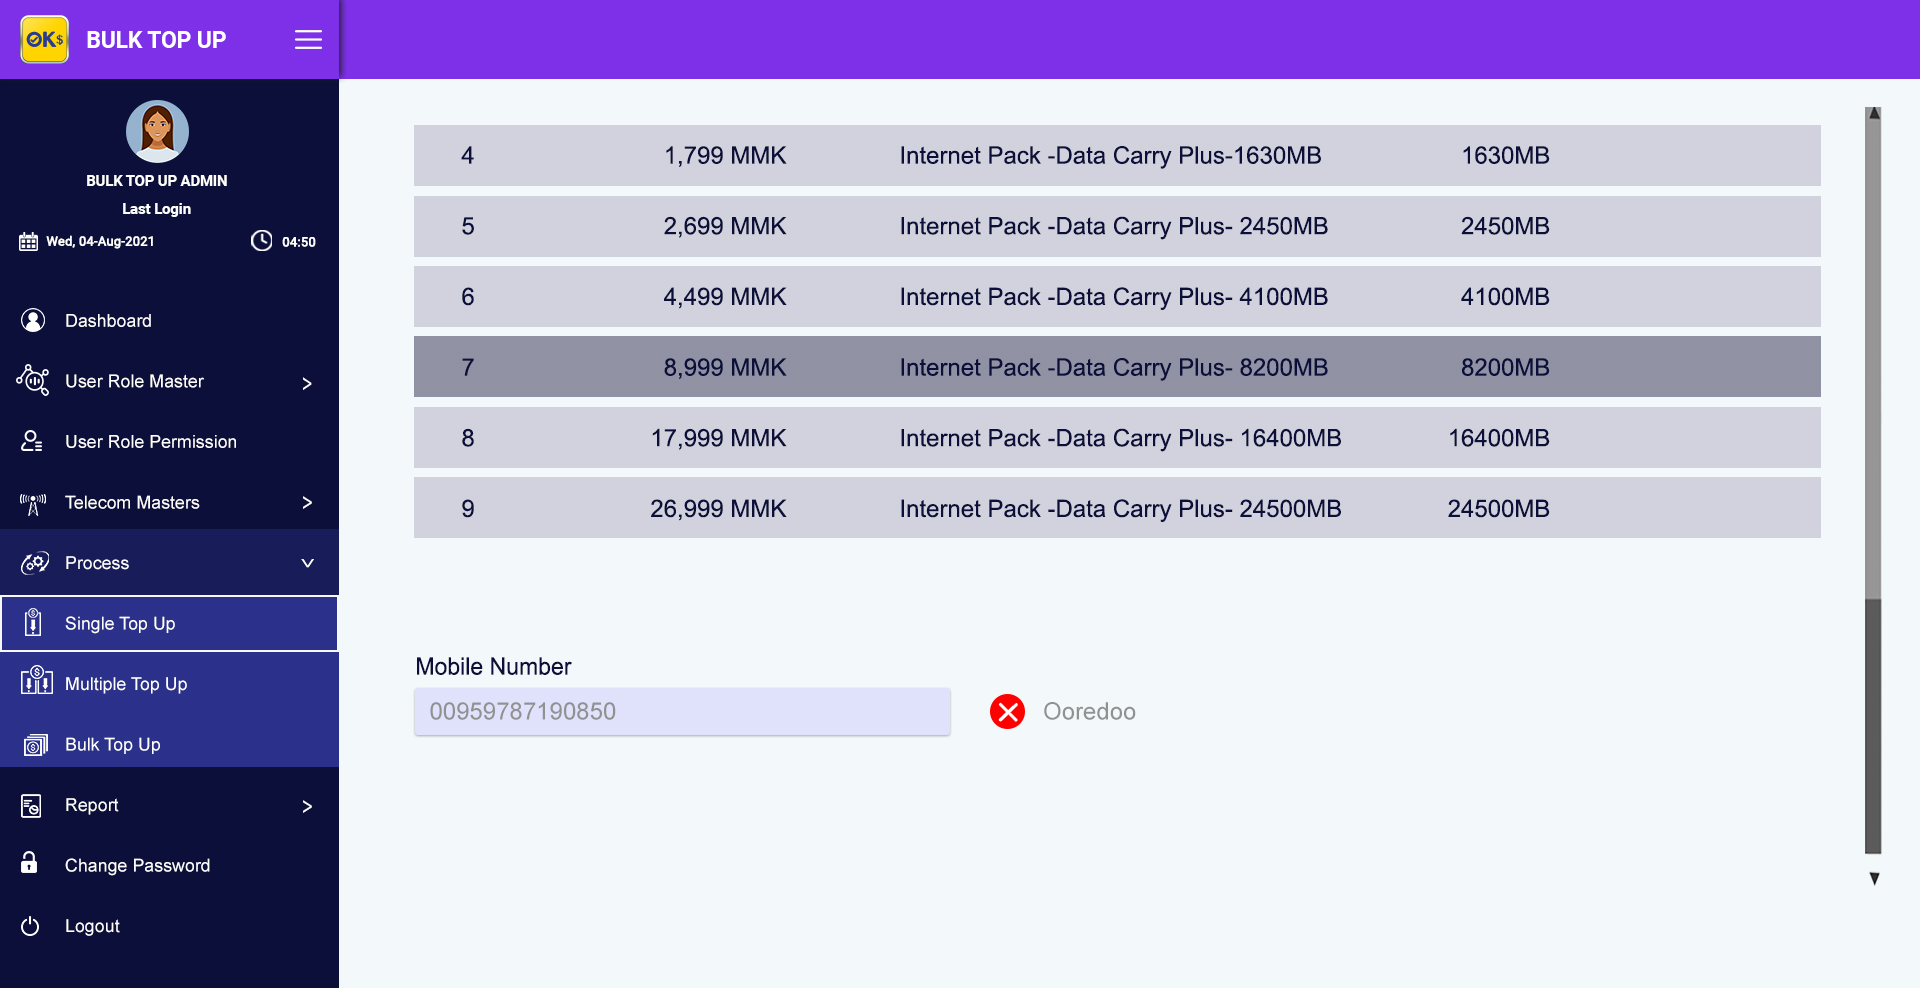 OK$
BULK TOP UP
BULK TOP UP ADMIN
Last Login
Wed, 04-Aug-2021
04:50
Dashboard
User Role Master
User Role Permission
Telecom Masters
Process
Single Top Up
Multiple Top Up
Bulk Top Up
Report
Change Password
Logout
4 1,799 MMK Internet Pack -Data Carry Plus-1630MB 1630MB
5 2,699 MMK Internet Pack -Data Carry Plus- 2450MB 2450MB
6 4,499 MMK Internet Pack -Data Carry Plus- 4100MB 4100MB
7 8,999 MMK Internet Pack -Data Carry Plus- 8200MB 8200MB
8 17,999 MMK Internet Pack -Data Carry Plus- 16400MB 16400MB
9 26,999 MMK Internet Pack -Data Carry Plus- 24500MB 24500MB
Mobile Number
00959787190850
Ooredoo